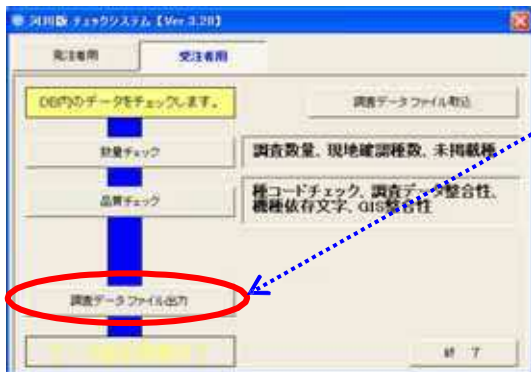 河川版 チェックシステム【Ver 3.20】
発注者用
受注者用
DB内のデータをチェックします。
調査データファイル取込
数量チェック
調査数量、現地確認種数、未掲載種
品質チェック
種コードチェック、調査データ整合性、
機種依存文字、GIS整合性
調査データファイル出力
終 了